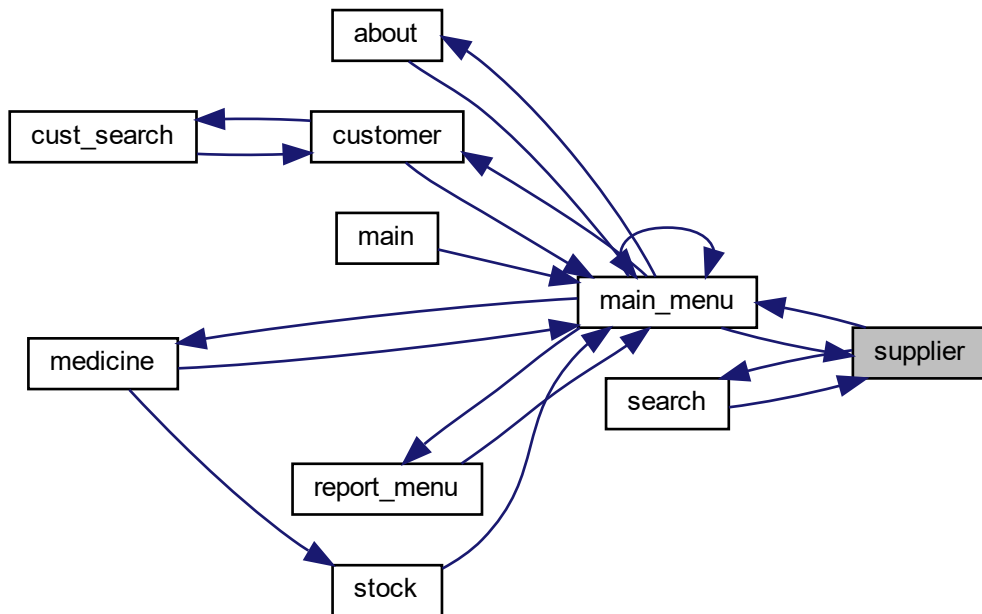 about
cust_search
customer
main
main_menu
supplier
medicine
search
report_menu
stock